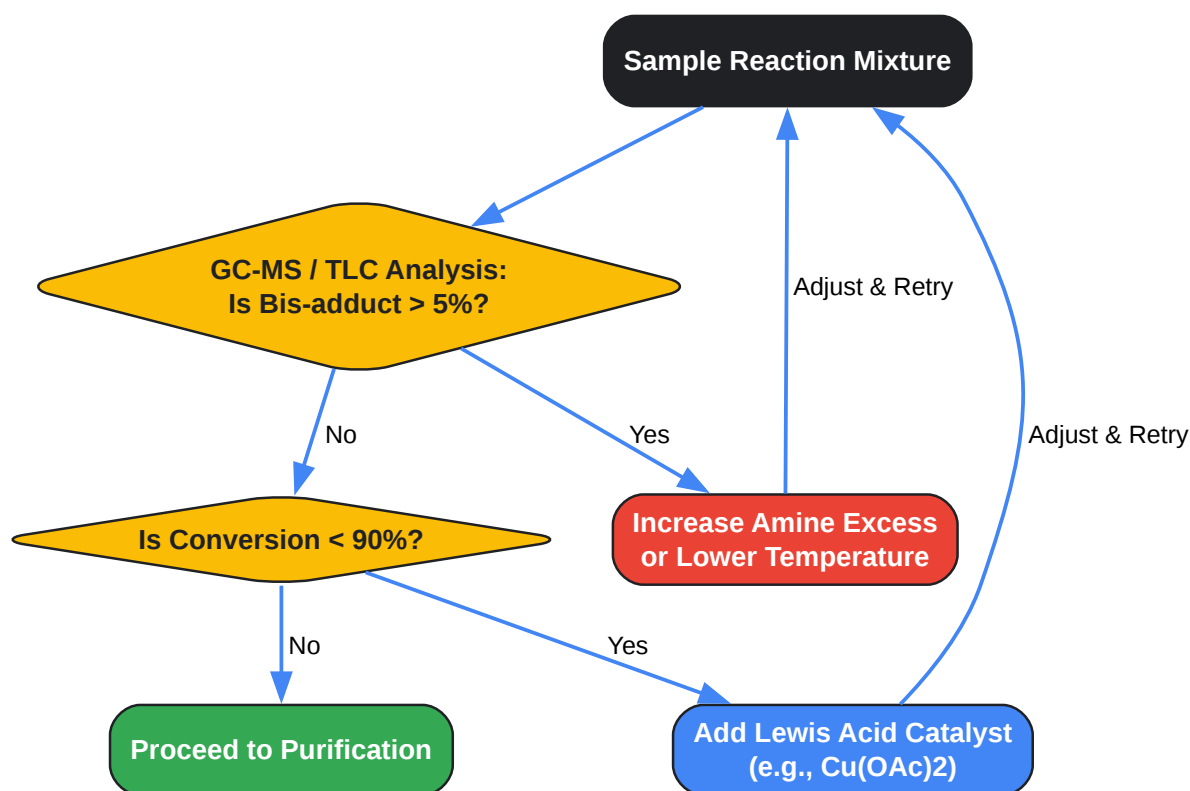 Sample Reaction Mixture
GC-MS / TLC Analysis:
Is Bis-adduct > 5%?
Adjust & Retry
Adjust & Retry
No
Yes
Increase Amine Excess
or Lower Temperature
Is Conversion < 90%?
No
Yes
Proceed to Purification
Add Lewis Acid Catalyst
(e.g., Cu(OAc)2)